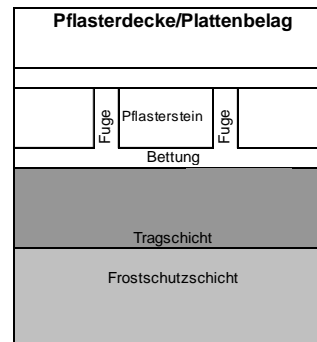 Pflasterdecke/Plattenbelag
Fuge
Pflasterstein
Fuge
Bettung
Tragschicht
Frostschutzschicht